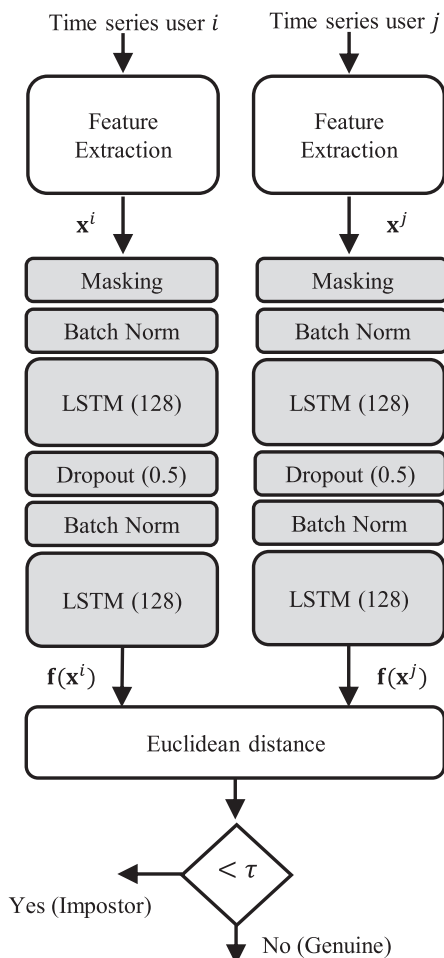 Time series user i
Time series user j
Feature
Extraction
Feature
Extraction
x^i
x^j
Masking
Masking
Batch Norm
Batch Norm
LSTM (128)
LSTM (128)
Dropout (0.5)
Dropout (0.5)
Batch Norm
Batch Norm
LSTM (128)
LSTM (128)
f(x^i)
f(x^j)
Euclidean distance
< τ
Yes (Impostor)
No (Genuine)